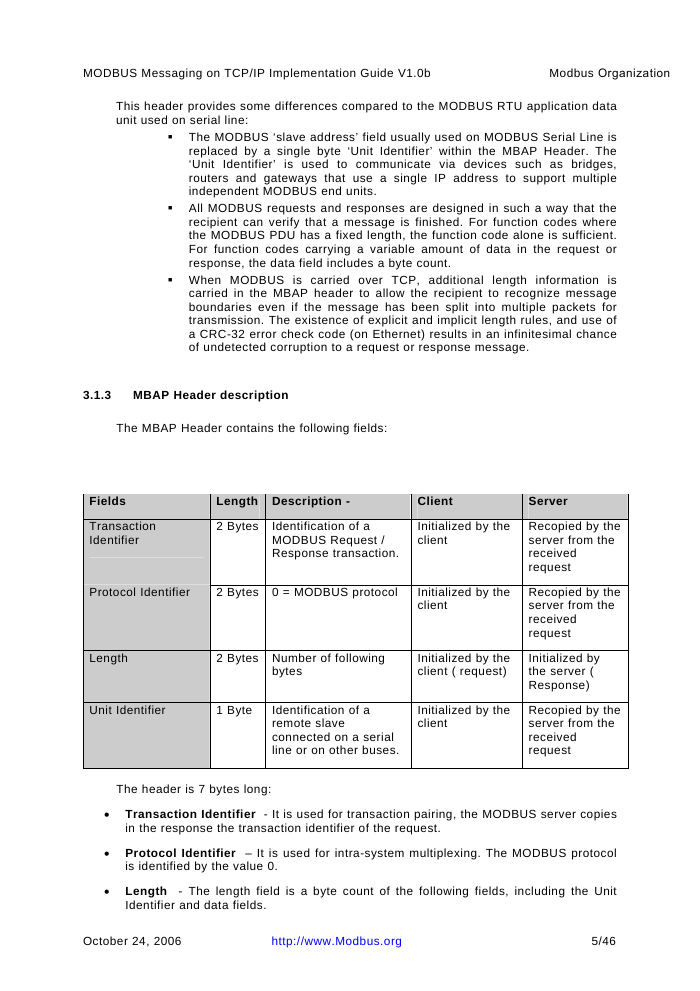 MODBUS Messaging on TCP/IP Implementation Guide V1.0b Modbus Organization
This header provides some differences compared to the MODBUS RTU application data
unit used on serial line:
▪ The MODBUS ‘slave address’ field usually used on MODBUS Serial Line is
replaced by a single byte ‘Unit Identifier’ within the MBAP Header. The
‘Unit Identifier’ is used to communicate via devices such as bridges,
routers and gateways that use a single IP address to support multiple
independent MODBUS end units.
▪ All MODBUS requests and responses are designed in such a way that the
recipient can verify that a message is finished. For function codes where
the MODBUS PDU has a fixed length, the function code alone is sufficient.
For function codes carrying a variable amount of data in the request or
response, the data field includes a byte count.
▪ When MODBUS is carried over TCP, additional length information is
carried in the MBAP header to allow the recipient to recognize message
boundaries even if the message has been split into multiple packets for
transmission. The existence of explicit and implicit length rules, and use of
a CRC-32 error check code (on Ethernet) results in an infinitesimal chance
of undetected corruption to a request or response message.
3.1.3 MBAP Header description
The MBAP Header contains the following fields:
Fields Length Description - Client Server
Transaction 2 Bytes Identification of a Initialized by the Recopied by the
Identifier MODBUS Request / client server from the
Response transaction. received
request
Protocol Identifier 2 Bytes 0 = MODBUS protocol Initialized by the Recopied by the
client server from the
received
request
Length 2 Bytes Number of following Initialized by the Initialized by
bytes client ( request) the server (
Response)
Unit Identifier 1 Byte Identification of a Initialized by the Recopied by the
remote slave client server from the
connected on a serial received
line or on other buses. request
The header is 7 bytes long:
• Transaction Identifier - It is used for transaction pairing, the MODBUS server copies
in the response the transaction identifier of the request.
• Protocol Identifier – It is used for intra-system multiplexing. The MODBUS protocol
is identified by the value 0.
• Length - The length field is a byte count of the following fields, including the Unit
Identifier and data fields.
October 24, 2006 http://www.Modbus.org 5/46